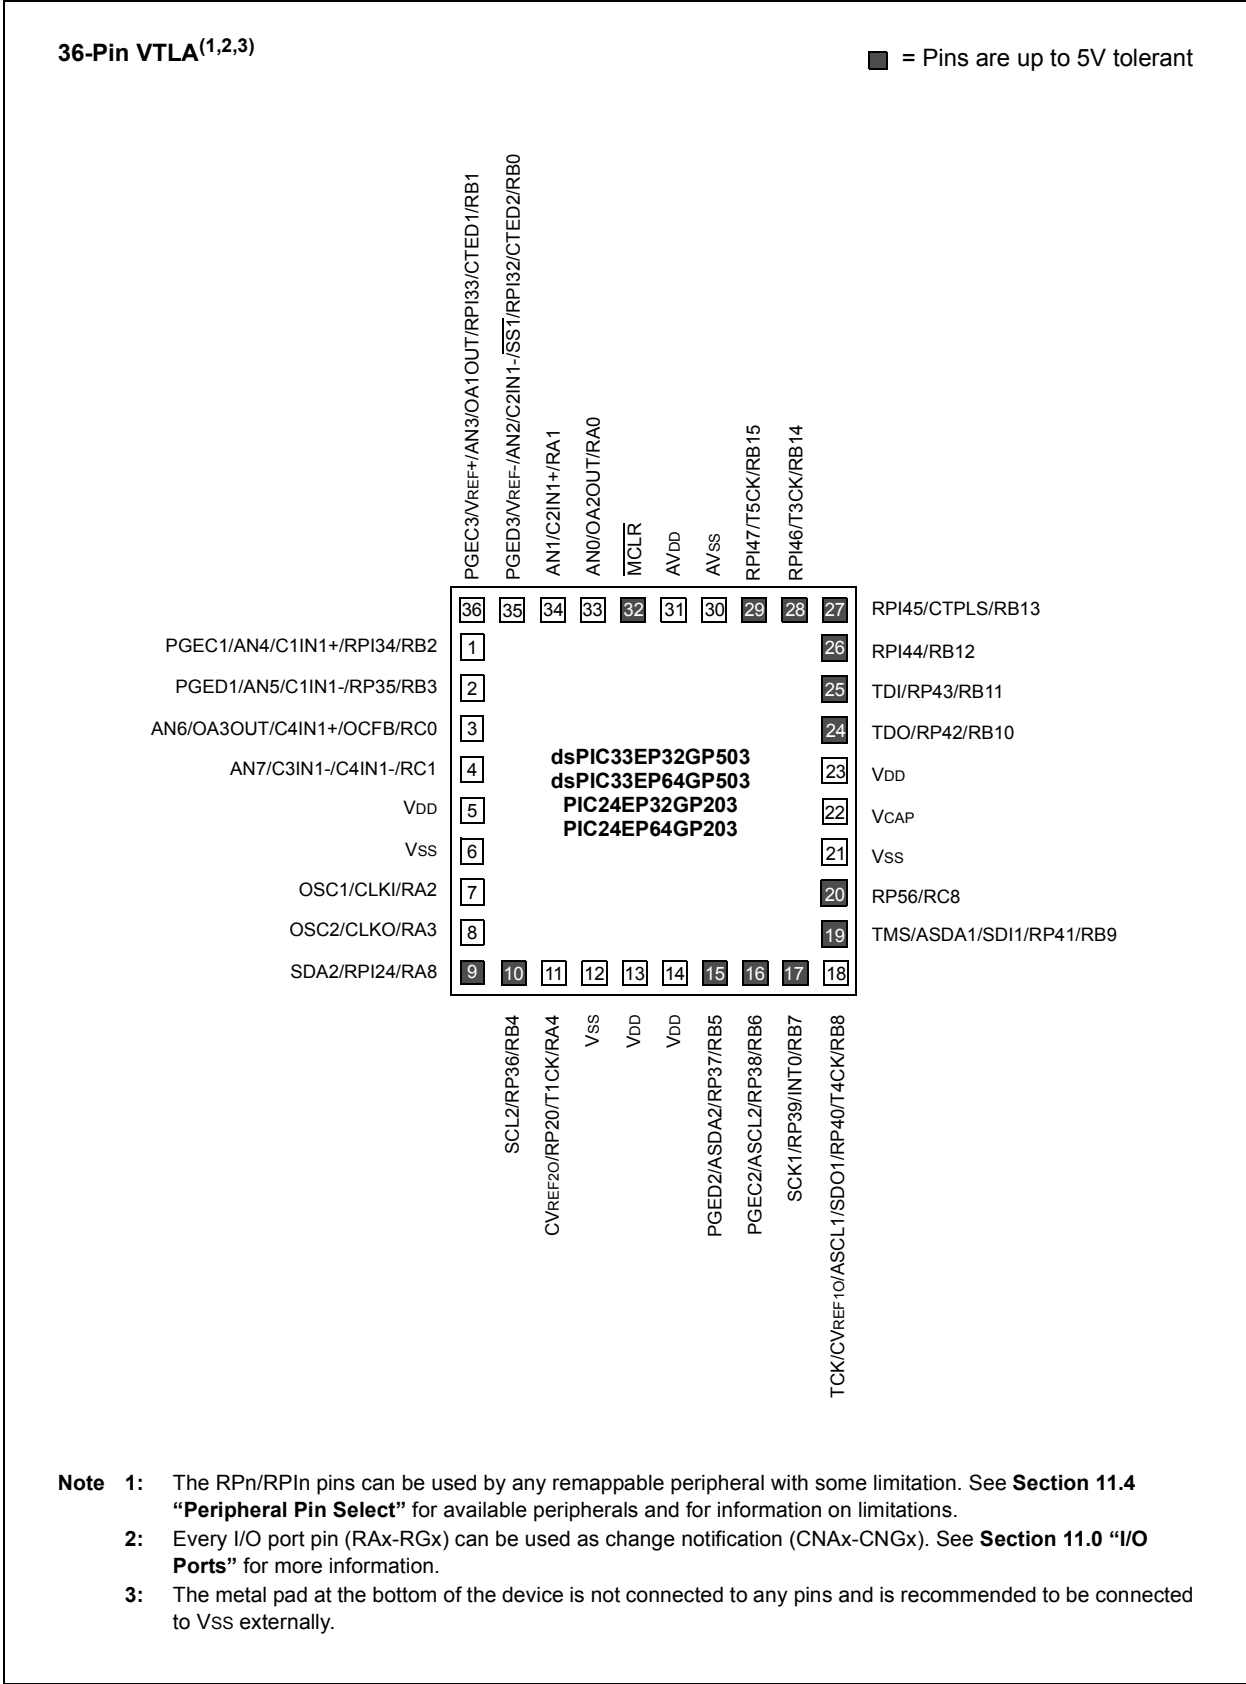 36-Pin VTLA(1,2,3)
= Pins are up to 5V tolerant
PGEC3/VREF+/AN3/OA1OUT/RPI33/CTED1/RB1
PGED3/VREF-/AN2/C2IN1-/SS1/RPI32/CTED2/RB0
AN1/C2IN1+/RA1
AN0/OA2OUT/RA0
MCLR
AVDD
AVSS
RPI47/T5CK/RB15
RPI46/T3CK/RB14
36 35 34 33 32 31 30 29 28 27 RPI45/CTPLS/RB13
PGEC1/AN4/C1IN1+/RPI34/RB2 1 26 RPI44/RB12
PGED1/AN5/C1IN1-/RP35/RB3 2 25 TDI/RP43/RB11
AN6/OA3OUT/C4IN1+/OCFB/RC0 3 24 TDO/RP42/RB10
dsPIC33EP32GP503
dsPIC33EP64GP503
PIC24EP32GP203
PIC24EP64GP203
AN7/C3IN1-/C4IN1-/RC1 4 23 VDD
VDD 5 22 VCAP
VSS 6 21 VSS
OSC1/CLKI/RA2 7 20 RP56/RC8
OSC2/CLKO/RA3 8 19 TMS/ASDA1/SDI1/RP41/RB9
SDA2/RPI24/RA8 9 10 11 12 13 14 15 16 17 18
SCL2/RP36/RB4
CVREF2O/RP20/T1CK/RA4
VSS
VDD
VDD
PGED2/ASDA2/RP37/RB5
PGEC2/ASCL2/RP38/RB6
SCK1/RP39/INT0/RB7
TCK/CVREF1O/ASCL1/SDO1/RP40/T4CK/RB8
Note 1: The RPn/RPIn pins can be used by any remappable peripheral with some limitation. See Section 11.4
“Peripheral Pin Select” for available peripherals and for information on limitations.
2: Every I/O port pin (RAx-RGx) can be used as change notification (CNAx-CNGx). See Section 11.0 “I/O
Ports” for more information.
3: The metal pad at the bottom of the device is not connected to any pins and is recommended to be connected
to VSS externally.